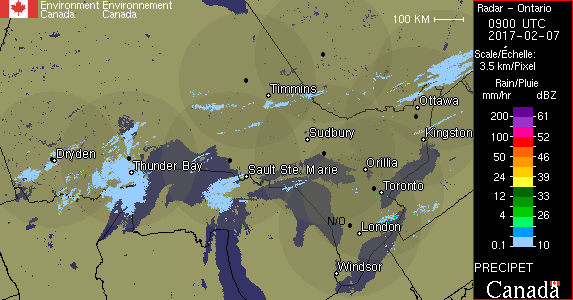 Environment Environnement
Canada Canada
100 KM
Timmins
Ottawa
Sudbury
Kingston
Dryden
Thunder Bay
Sault Ste. Marie
Orillia
Toronto
N/O
London
Windsor
Radar - Ontario
0900 UTC
2017-02-07
Scale/Échelle:
3.5 km/Pixel
Rain/Pluie
mm/hr dBZ
200 61
100 52
50 46
24 39
12 33
4 26
0.1 10
PRECIPET
Canada